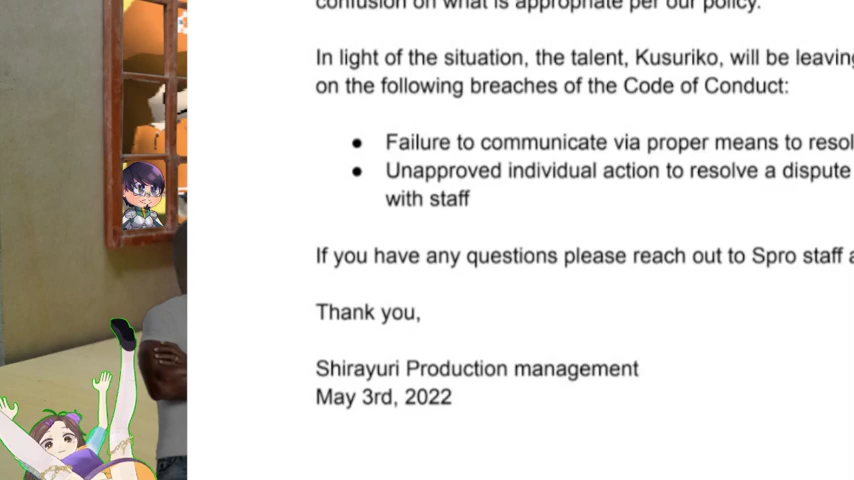 confusion on what is appropriate per our policy.
In light of the situation, the talent, Kusuriko, will be leaving
on the following breaches of the Code of Conduct:
● Failure to communicate via proper means to resol
● Unapproved individual action to resolve a dispute
with staff
If you have any questions please reach out to Spro staff a
Thank you,
Shirayuri Production management
May 3rd, 2022